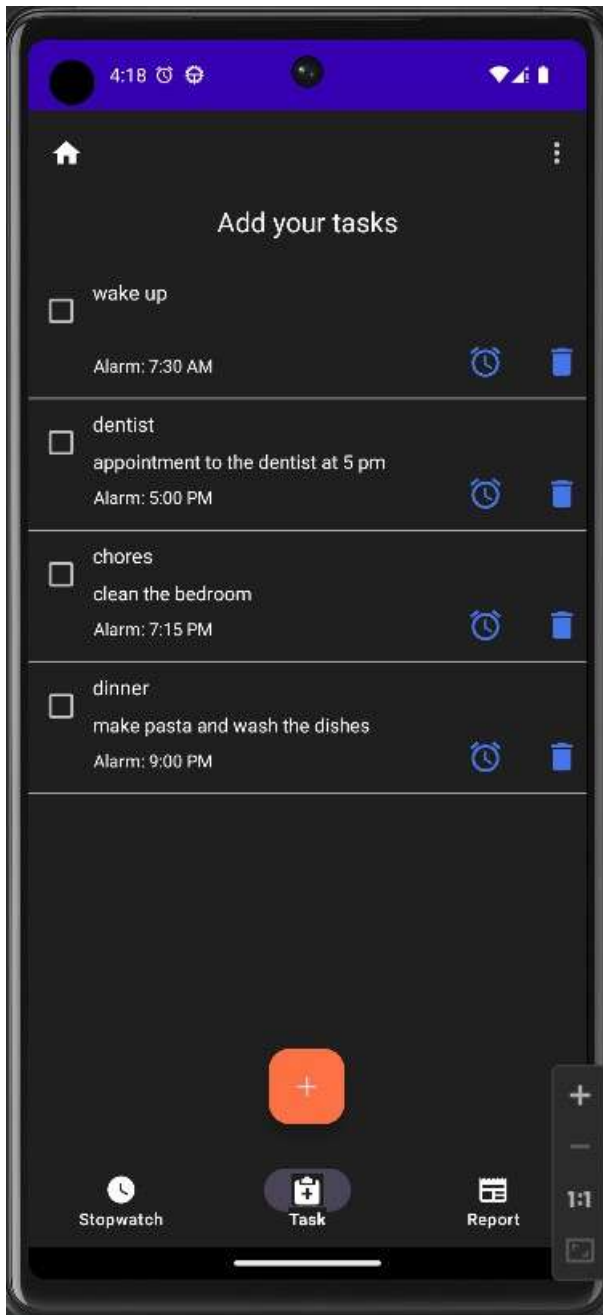 4:18
Add your tasks
wake up
Alarm: 7:30 AM
dentist
appointment to the dentist at 5 pm
Alarm: 5:00 PM
chores
clean the bedroom
Alarm: 7:15 PM
dinner
make pasta and wash the dishes
Alarm: 9:00 PM
+
Stopwatch
Task
Report
+
−
1:1